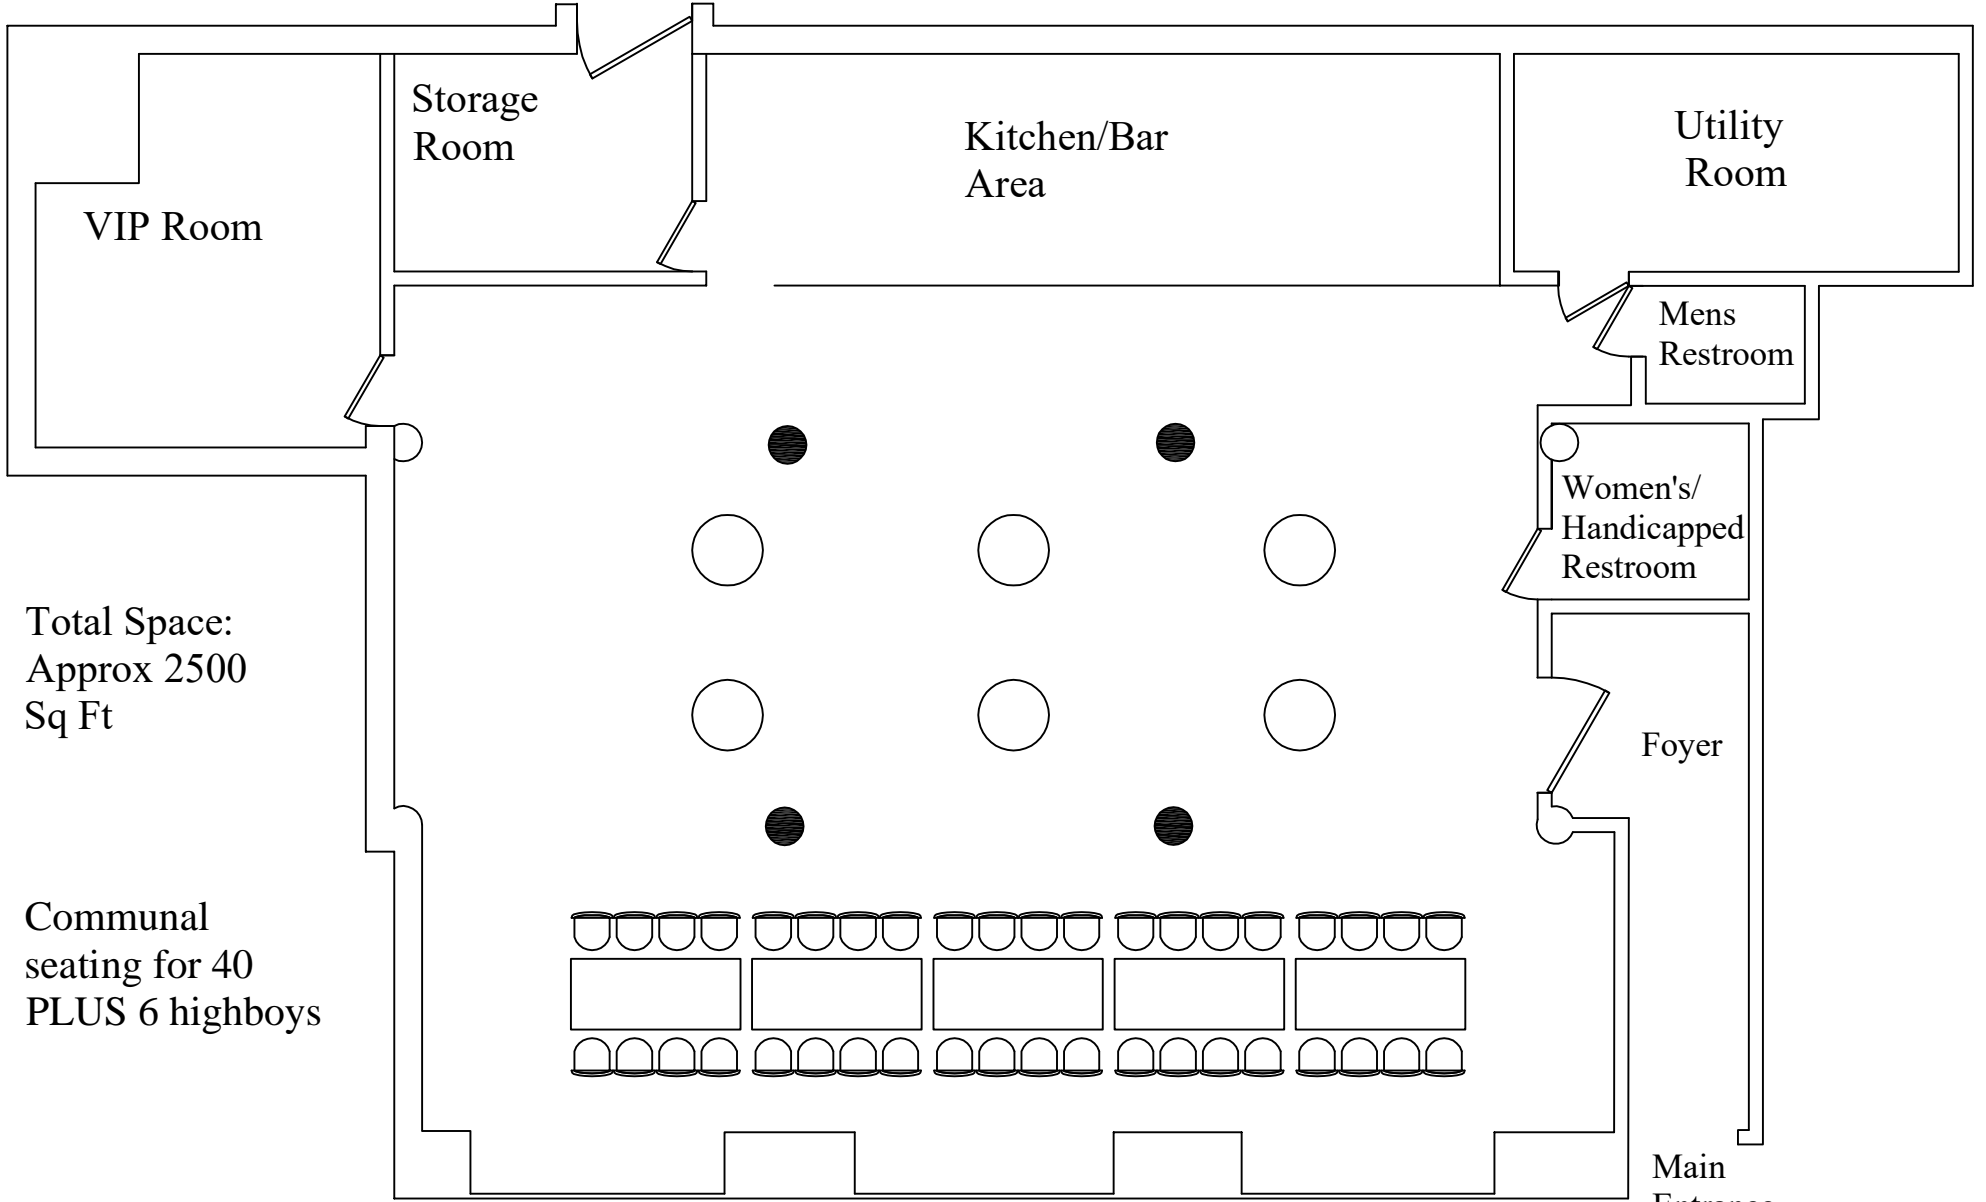 Storage
Room
Kitchen/Bar
Area
Utility
Room
VIP Room
Mens
Restroom
Women's/
Handicapped
Restroom
Total Space:
Approx 2500
Sq Ft
Foyer
Communal
seating for 40
PLUS 6 highboys
Main
Entrance